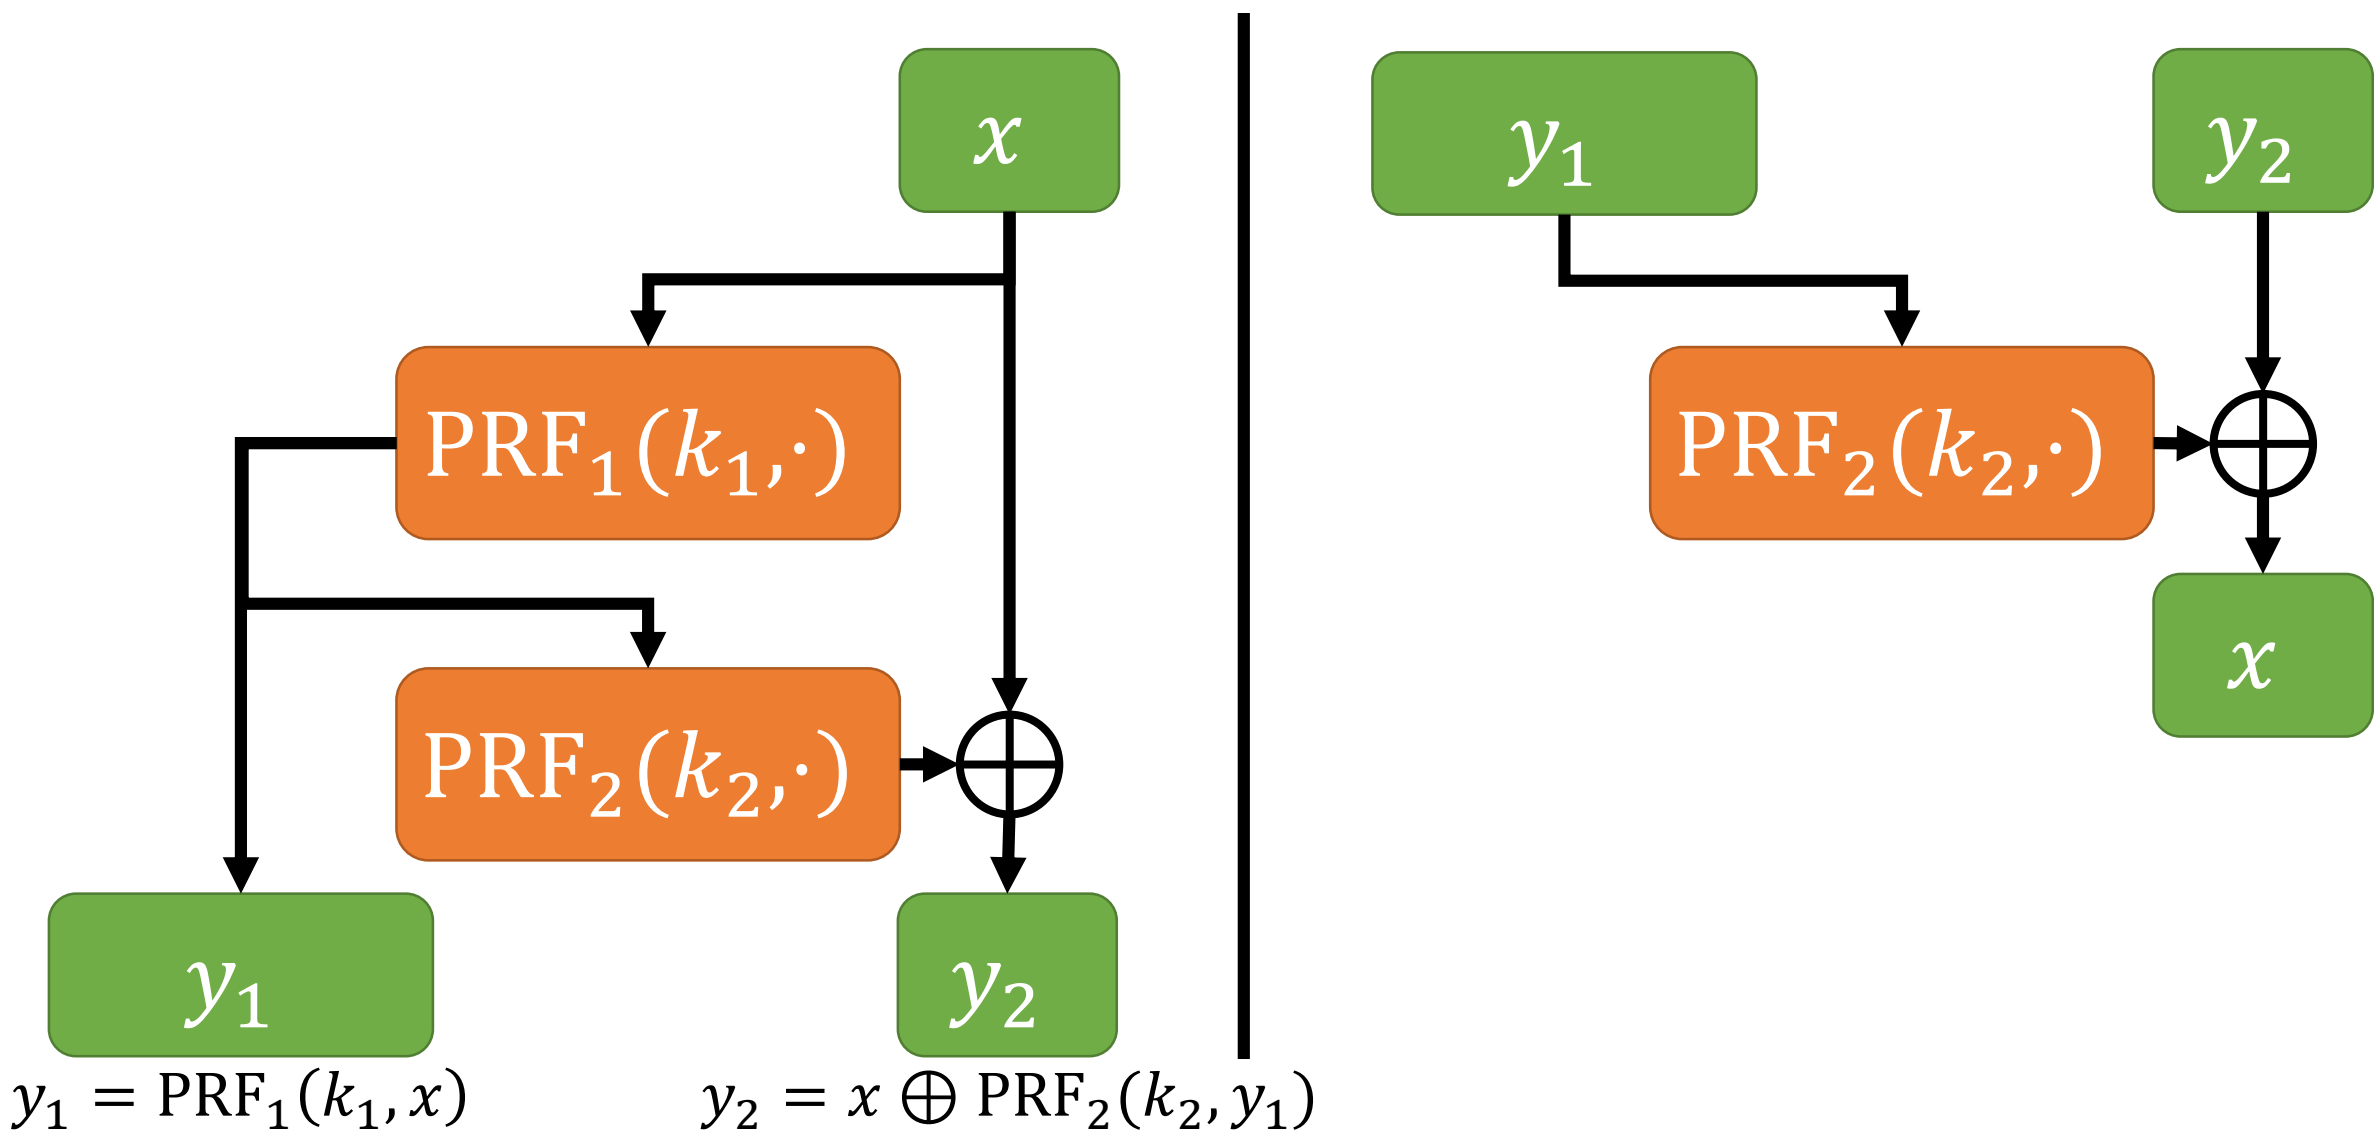 x
PRF₁(k₁,·)
PRF₂(k₂,·)
y₁
y₂
y₁ = PRF₁(k₁, x)
y₂ = x ⊕ PRF₂(k₂, y₁)
y₁
y₂
PRF₂(k₂,·)
x